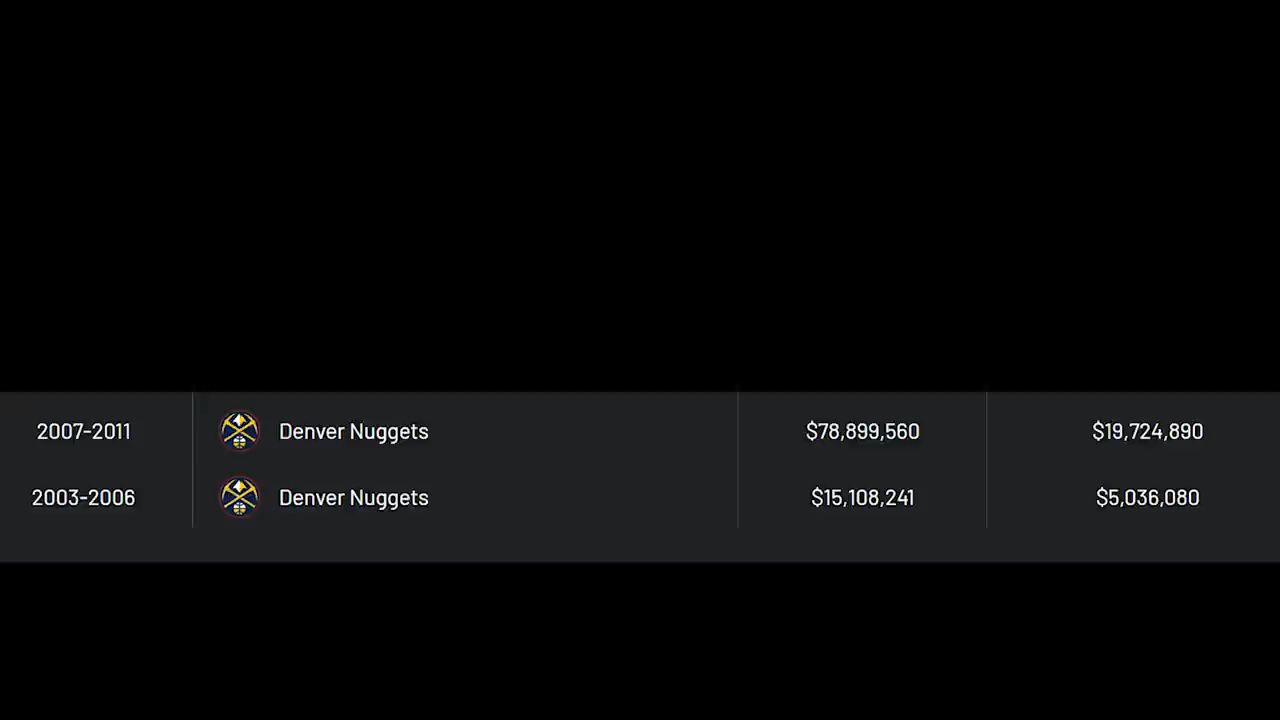 2007-2011 Denver Nuggets $78,899,560 $19,724,890
2003-2006 Denver Nuggets $15,108,241 $5,036,080